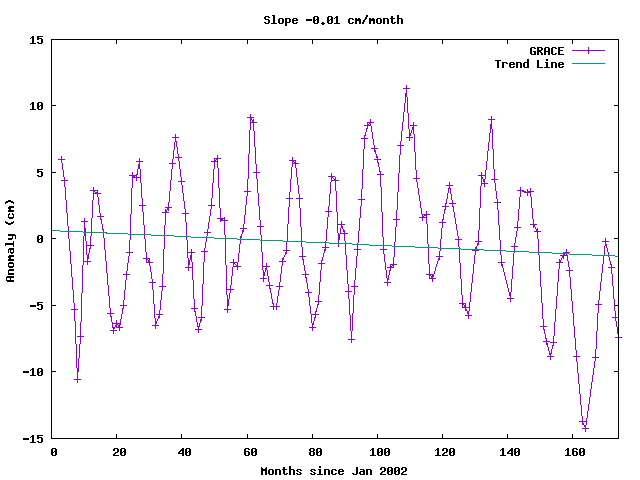 Slope -0.01 cm/month
GRACE
Trend Line
Anomaly (cm)
15
10
5
0
-5
-10
-15
0 20 40 60 80 100 120 140 160
Months since Jan 2002